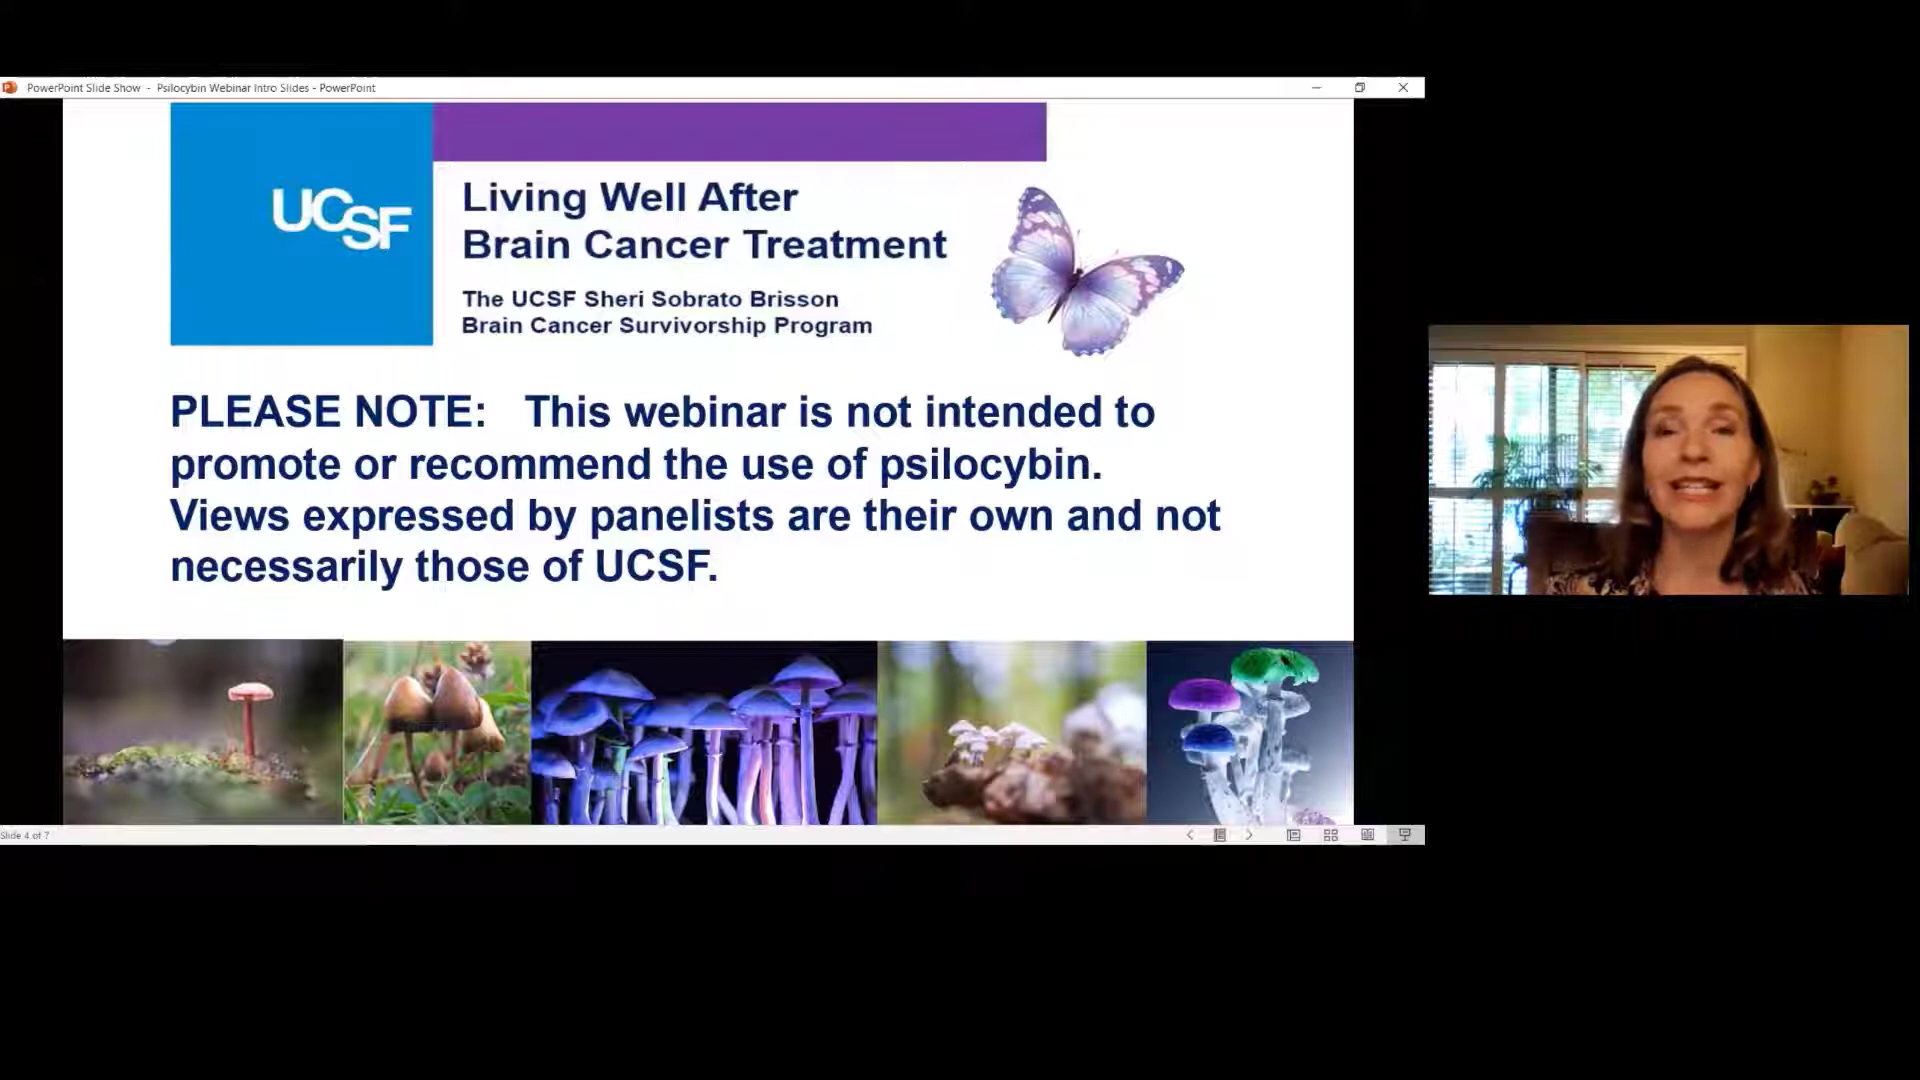 PowerPoint Slide Show - Psilocybin Webinar Intro Slides - PowerPoint
UCSF
Living Well After
Brain Cancer Treatment
The UCSF Sheri Sobrato Brisson
Brain Cancer Survivorship Program
PLEASE NOTE: This webinar is not intended to
promote or recommend the use of psilocybin.
Views expressed by panelists are their own and not
necessarily those of UCSF.
Slide 4 of 7